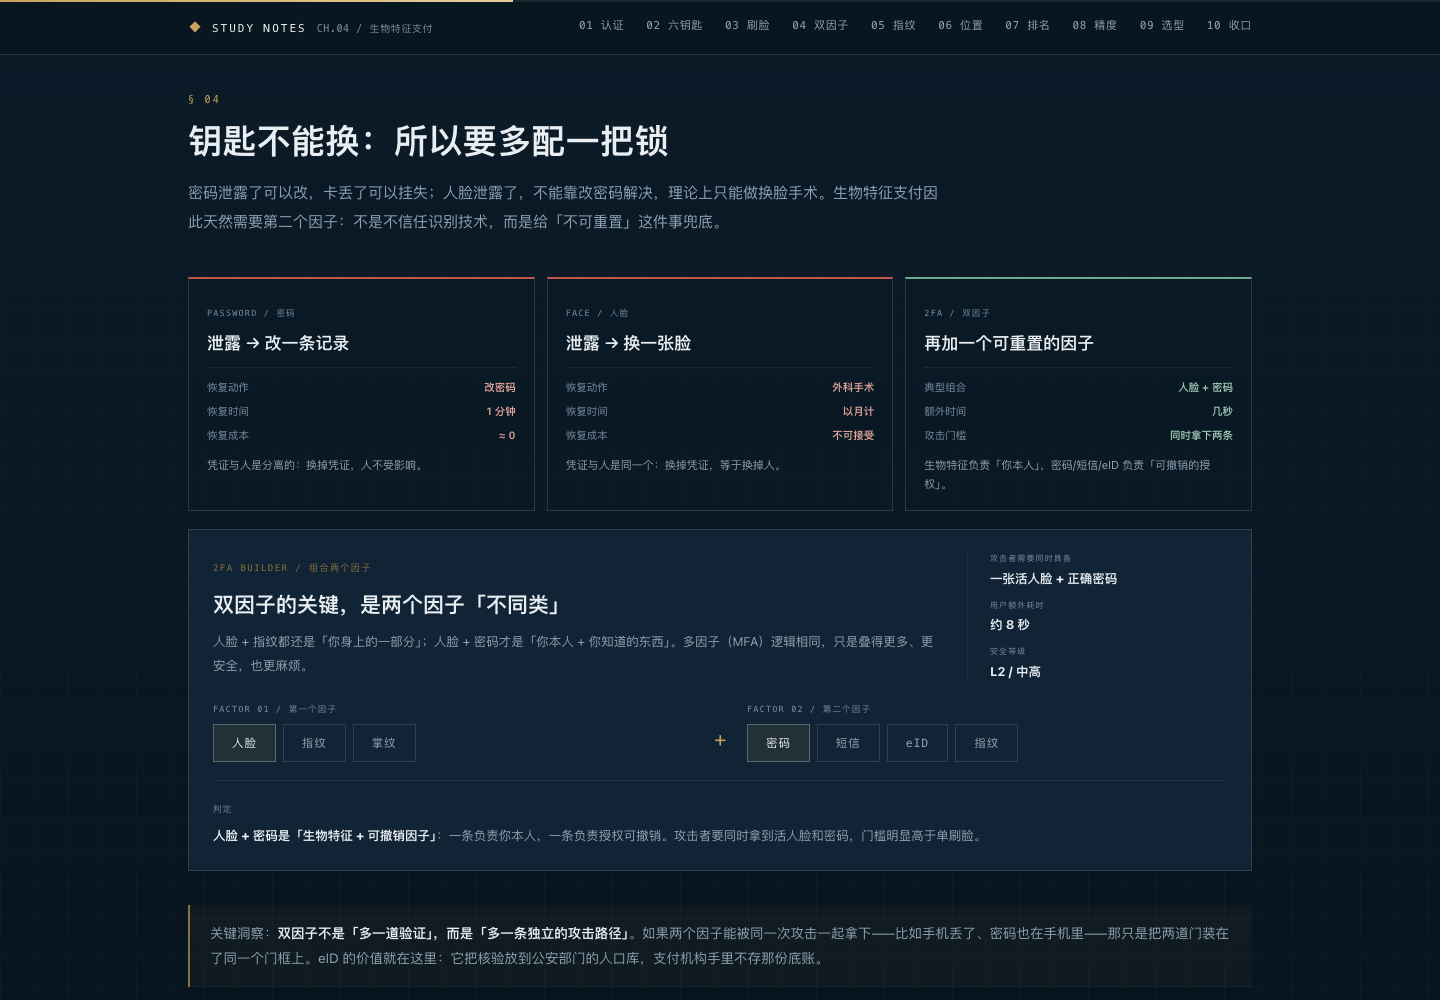 ◆ STUDY NOTES CH.04 / 生物特征支付
01 认证 02 六钥匙 03 刷脸 04 双因子 05 指纹 06 位置 07 排名 08 精度 09 选型 10 收口
§ 04
钥匙不能换：所以要多配一把锁
密码泄露了可以改，卡丢了可以挂失；人脸泄露了，不能靠改密码解决，理论上只能做换脸手术。生物特征支付因
此天然需要第二个因子：不是不信任识别技术，而是给「不可重置」这件事兜底。
PASSWORD / 密码
泄露 → 改一条记录
恢复动作 改密码
恢复时间 1 分钟
恢复成本 ≈ 0
凭证与人是分离的：换掉凭证，人不受影响。
FACE / 人脸
泄露 → 换一张脸
恢复动作 外科手术
恢复时间 以月计
恢复成本 不可接受
凭证与人是同一个：换掉凭证，等于换掉人。
2FA / 双因子
再加一个可重置的因子
典型组合 人脸 + 密码
额外时间 几秒
攻击门槛 同时拿下两条
生物特征负责「你本人」，密码/短信/eID 负责「可撤销的授
权」。
2FA BUILDER / 组合两个因子
双因子的关键，是两个因子「不同类」
人脸 + 指纹都还是「你身上的一部分」；人脸 + 密码才是「你本人 + 你知道的东西」。多因子（MFA）逻辑相同，只是叠得更多、更
安全，也更麻烦。
攻击者需要同时具备
一张活人脸 + 正确密码
用户额外耗时
约 8 秒
安全等级
L2 / 中高
FACTOR 01 / 第一个因子
人脸 指纹 掌纹
+
FACTOR 02 / 第二个因子
密码 短信 eID 指纹
判定
人脸 + 密码是「生物特征 + 可撤销因子」：一条负责你本人，一条负责授权可撤销。攻击者要同时拿到活人脸和密码，门槛明显高于单刷脸。
关键洞察：双因子不是「多一道验证」，而是「多一条独立的攻击路径」。如果两个因子能被同一次攻击一起拿下——比如手机丢了、密码也在手机里——那只是把两道门装在
了同一个门框上。eID 的价值就在这里：它把核验放到公安部门的人口库，支付机构手里不存那份底账。